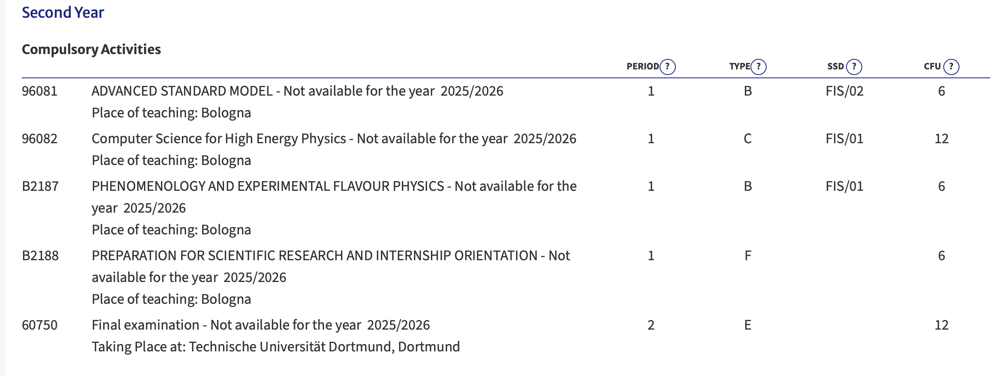 Second Year
Compulsory Activities
PERIOD ? TYPE ? SSD ? CFU ?
96081 ADVANCED STANDARD MODEL - Not available for the year 2025/2026 1 B FIS/02 6
Place of teaching: Bologna
96082 Computer Science for High Energy Physics - Not available for the year 2025/2026 1 C FIS/01 12
Place of teaching: Bologna
B2187 PHENOMENOLOGY AND EXPERIMENTAL FLAVOUR PHYSICS - Not available for the 1 B FIS/01 6
year 2025/2026
Place of teaching: Bologna
B2188 PREPARATION FOR SCIENTIFIC RESEARCH AND INTERNSHIP ORIENTATION - Not 1 F 6
available for the year 2025/2026
Place of teaching: Bologna
60750 Final examination - Not available for the year 2025/2026 2 E 12
Taking Place at: Technische Universität Dortmund, Dortmund